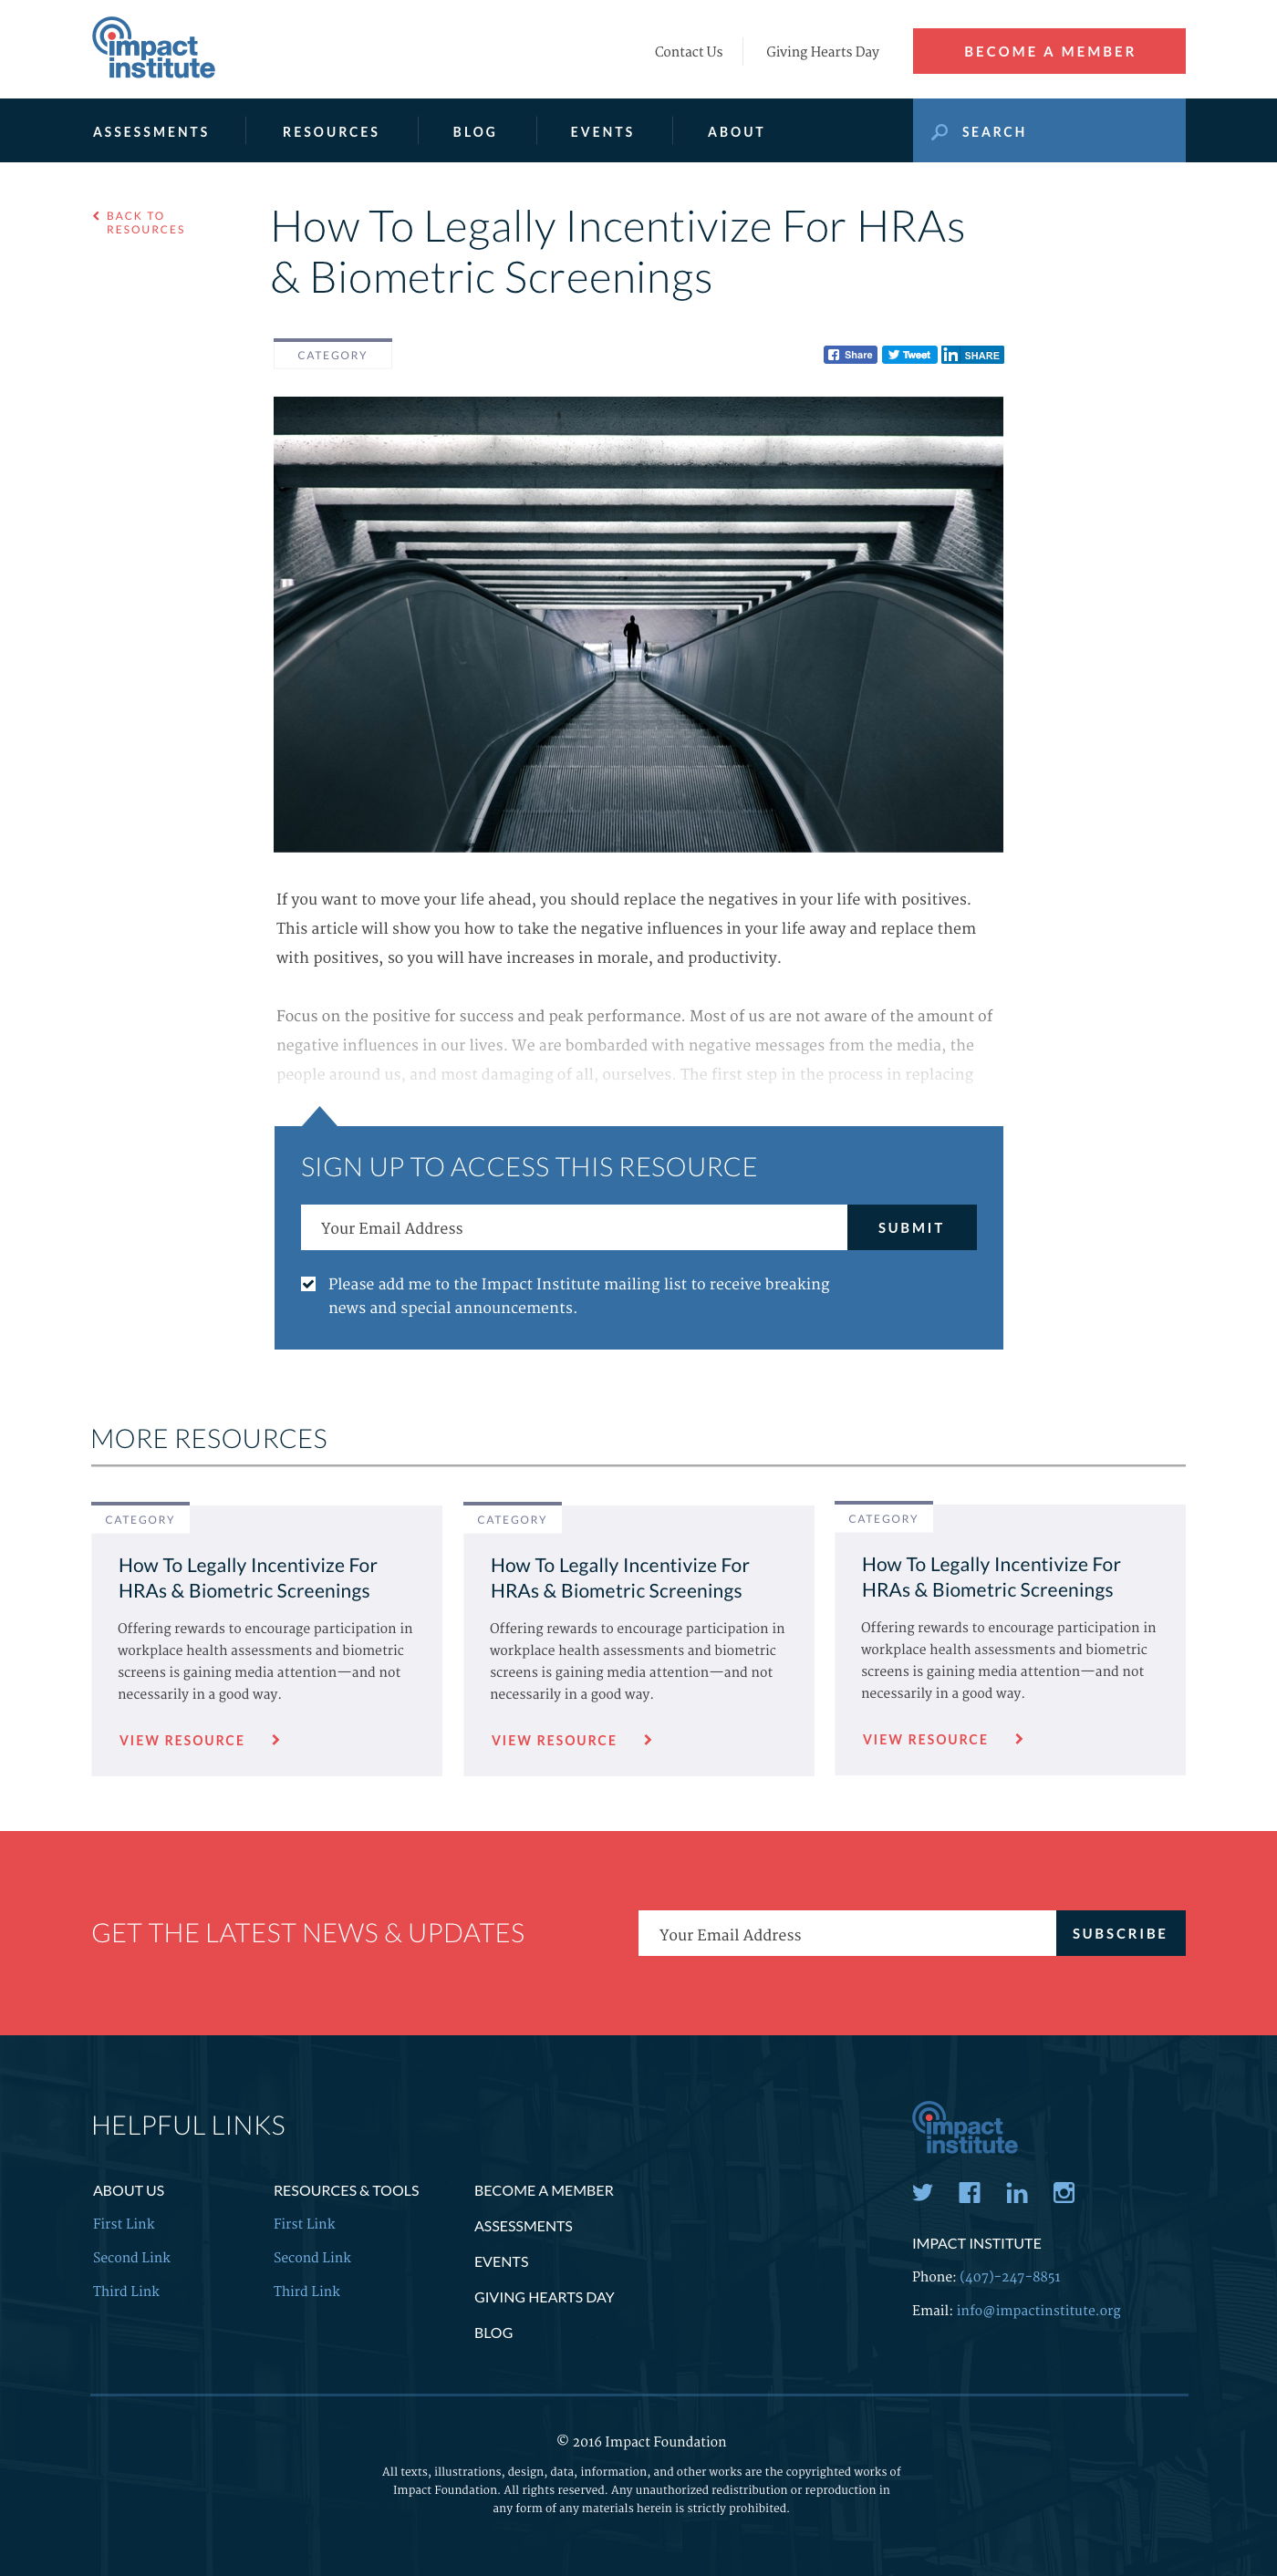 impact
institute
Contact Us
Giving Hearts Day
BECOME A MEMBER
ASSESSMENTS
RESOURCES
BLOG
EVENTS
ABOUT
SEARCH
BACK TO
RESOURCES
How To Legally Incentivize For HRAs
& Biometric Screenings
CATEGORY
Share
Tweet
in SHARE
If you want to move your life ahead, you should replace the negatives in your life with positives.
This article will show you how to take the negative influences in your life away and replace them
with positives, so you will have increases in morale, and productivity.
Focus on the positive for success and peak performance. Most of us are not aware of the amount of
negative influences in our lives. We are bombarded with negative messages from the media, the
people around us, and most damaging of all, ourselves. The first step in the process in replacing
SIGN UP TO ACCESS THIS RESOURCE
Your Email Address
SUBMIT
Please add me to the Impact Institute mailing list to receive breaking
news and special announcements.
MORE RESOURCES
CATEGORY
How To Legally Incentivize For
HRAs & Biometric Screenings
Offering rewards to encourage participation in
workplace health assessments and biometric
screens is gaining media attention—and not
necessarily in a good way.
VIEW RESOURCE
CATEGORY
How To Legally Incentivize For
HRAs & Biometric Screenings
Offering rewards to encourage participation in
workplace health assessments and biometric
screens is gaining media attention—and not
necessarily in a good way.
VIEW RESOURCE
CATEGORY
How To Legally Incentivize For
HRAs & Biometric Screenings
Offering rewards to encourage participation in
workplace health assessments and biometric
screens is gaining media attention—and not
necessarily in a good way.
VIEW RESOURCE
GET THE LATEST NEWS & UPDATES
Your Email Address
SUBSCRIBE
HELPFUL LINKS
ABOUT US
First Link
Second Link
Third Link
RESOURCES & TOOLS
First Link
Second Link
Third Link
BECOME A MEMBER
ASSESSMENTS
EVENTS
GIVING HEARTS DAY
BLOG
impact
institute
in
IMPACT INSTITUTE
Phone: (407)-247-8851
Email: info@impactinstitute.org
© 2016 Impact Foundation
All texts, illustrations, design, data, information, and other works are the copyrighted works of
Impact Foundation. All rights reserved. Any unauthorized redistribution or reproduction in
any form of any materials herein is strictly prohibited.